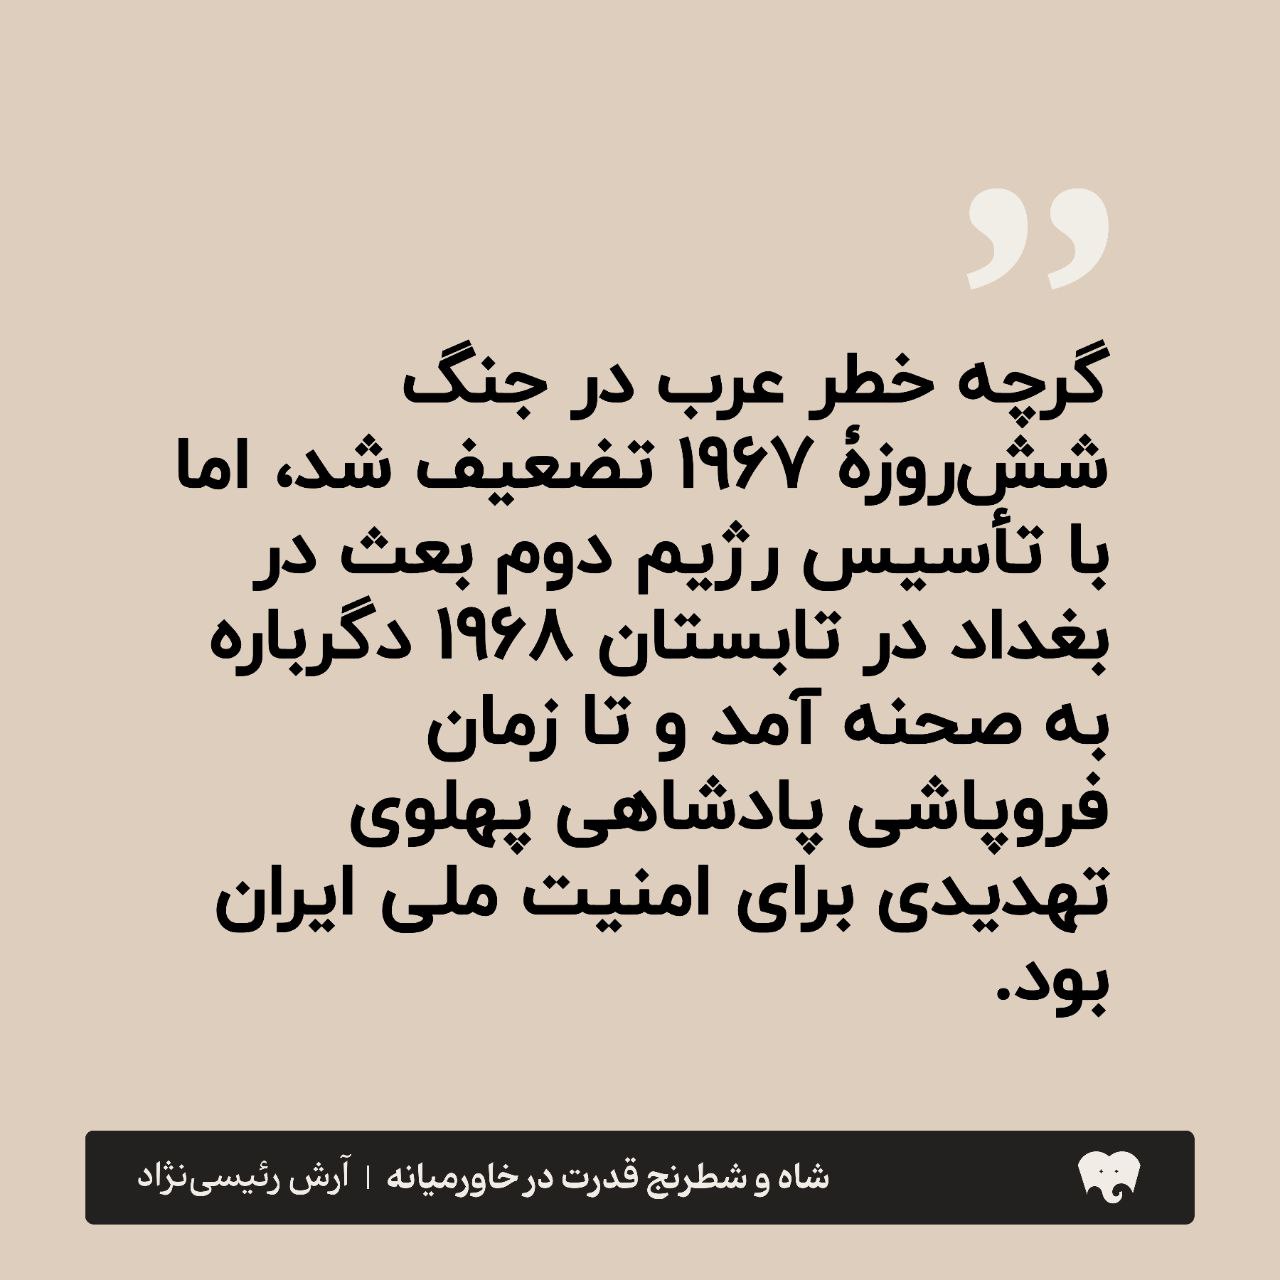 ”
گرچه خطر عرب در جنگ
شش‌روزهٔ ۱۹۶۷ تضعیف شد، اما
با تأسیس رژیم دوم بعث در
بغداد در تابستان ۱۹۶۸ دگرباره
به صحنه آمد و تا زمان
فروپاشی پادشاهی پهلوی
تهدیدی برای امنیت ملی ایران
بود.
شاه و شطرنج قدرت در خاورمیانه | آرش رئیسی‌نژاد